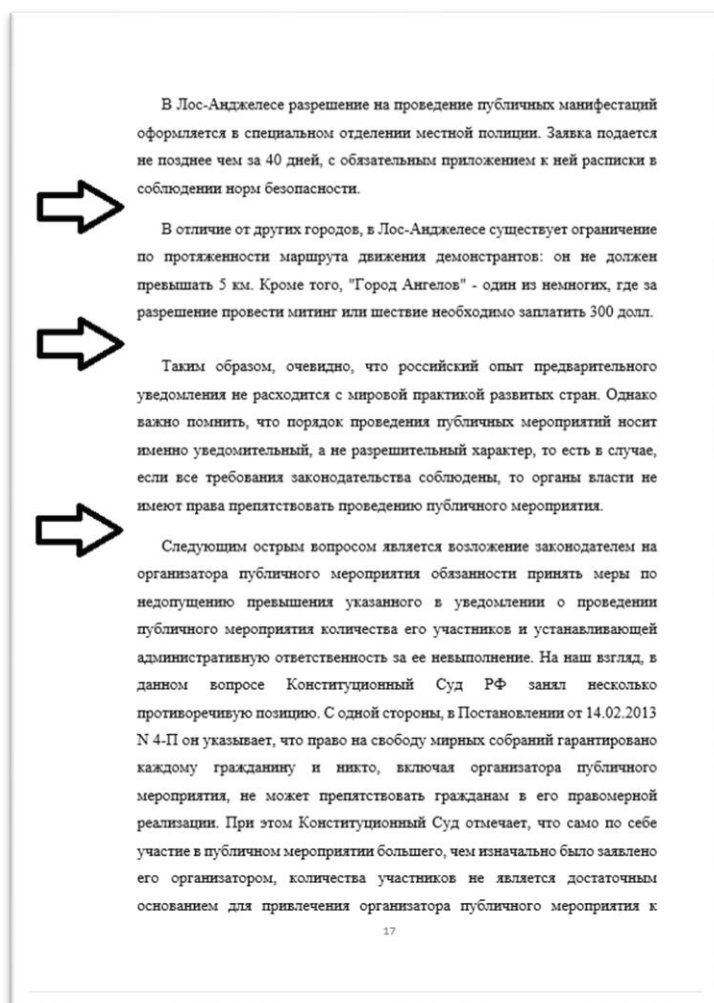 В Лос-Анджелесе разрешение на проведение публичных манифестаций
оформляется в специальном отделении местной полиции. Заявка подается
не позднее чем за 40 дней, с обязательным приложением к ней расписки в
соблюдении норм безопасности.
В отличие от других городов, в Лос-Анджелесе существует ограничение
по протяженности маршрута движения демонстрантов: он не должен
превышать 5 км. Кроме того, "Город Ангелов" - один из немногих, где за
разрешение провести митинг или шествие необходимо заплатить 300 долл.
Таким образом, очевидно, что российский опыт предварительного
уведомления не расходится с мировой практикой развитых стран. Однако
важно помнить, что порядок проведения публичных мероприятий носит
именно уведомительный, а не разрешительный характер, то есть в случае,
если все требования законодательства соблюдены, то органы власти не
имеют права препятствовать проведению публичного мероприятия.
Следующим острым вопросом является возложение законодателем на
организатора публичного мероприятия обязанности принять меры по
недопущению превышения указанного в уведомлении о проведении
публичного мероприятия количества его участников и устанавливающей
административную ответственность за ее невыполнение. На наш взгляд, в
данном вопросе Конституционный Суд РФ занял несколько
противоречивую позицию. С одной стороны, в Постановлении от 14.02.2013
N 4-П он указывает, что право на свободу мирных собраний гарантировано
каждому гражданину и никто, включая организатора публичного
мероприятия, не может препятствовать гражданам в его правомерной
реализации. При этом Конституционный Суд отмечает, что само по себе
участие в публичном мероприятии большего, чем изначально было заявлено
его организатором, количества участников не является достаточным
основанием для привлечения организатора публичного мероприятия к
17